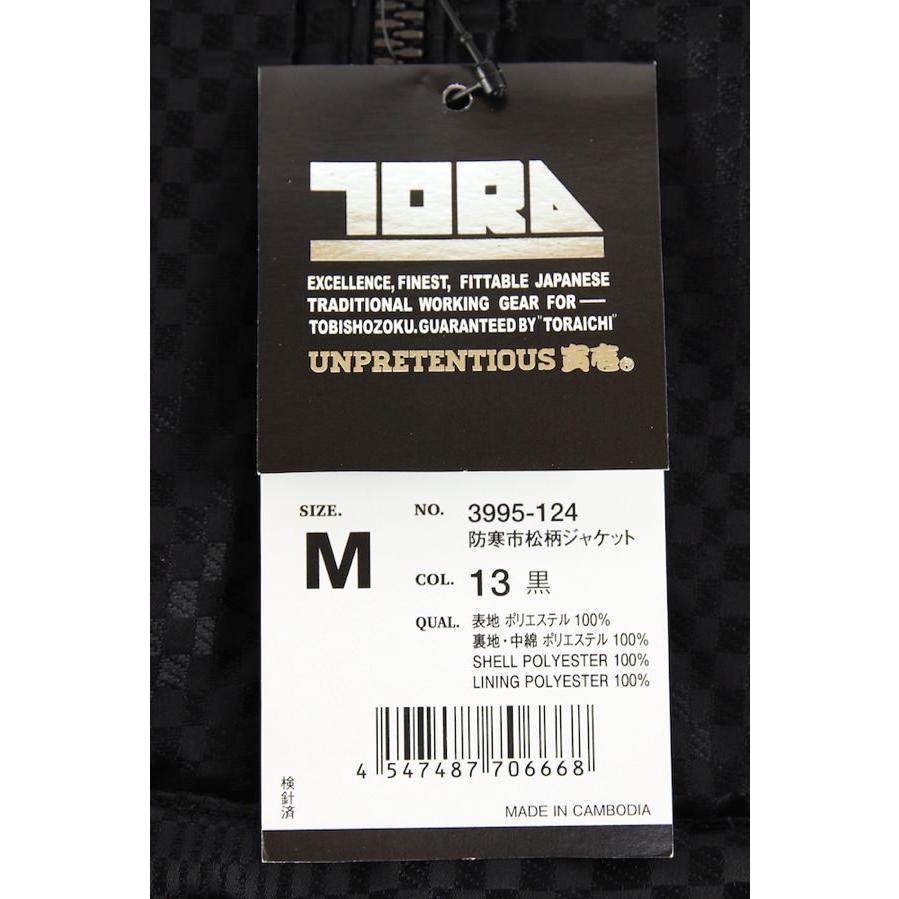 TORA
EXCELLENCE, FINEST, FITTABLE JAPANESE
TRADITIONAL WORKING GEAR FOR —
TOBISHOZOKU. GUARANTEED BY "TORAICHI"
UNPRETENTIOUS 寅壱®
SIZE. M
NO. 3995-124
防寒市松柄ジャケット
COL. 13 黒
QUAL. 表地 ポリエステル 100%
裏地・中綿 ポリエステル 100%
SHELL POLYESTER 100%
LINING POLYESTER 100%
4 547487 706668
検針済
MADE IN CAMBODIA